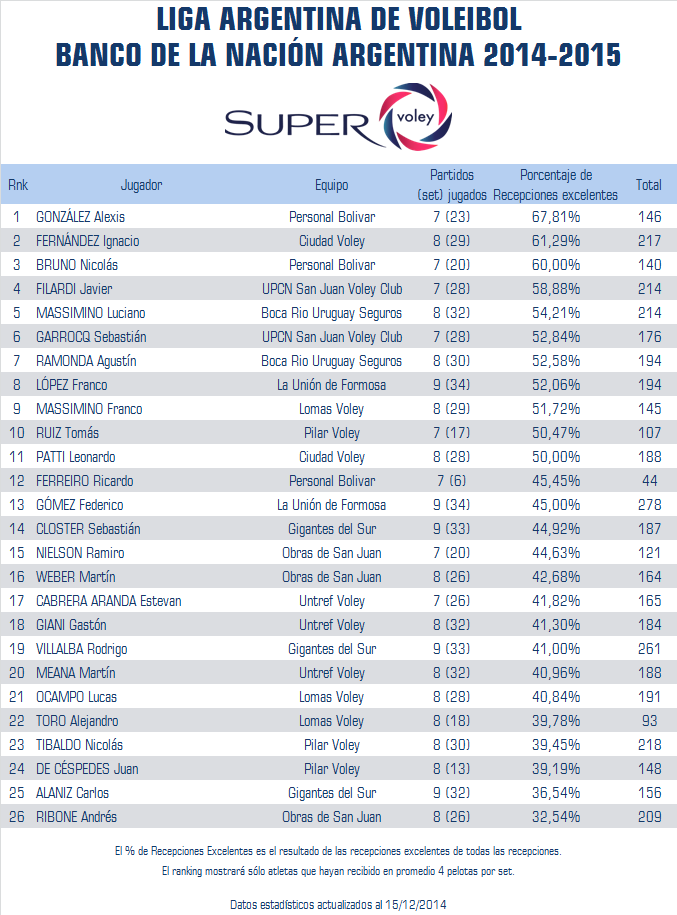 LIGA ARGENTINA DE VOLEIBOL
BANCO DE LA NACIÓN ARGENTINA 2014-2015
SUPER voley
Rnk Jugador Equipo Partidos (set) jugados Porcentaje de Recepciones excelentes Total
1 GONZÁLEZ Alexis Personal Bolivar 7 (23) 67,81% 146
2 FERNÁNDEZ Ignacio Ciudad Voley 8 (29) 61,29% 217
3 BRUNO Nicolás Personal Bolivar 7 (20) 60,00% 140
4 FILARDI Javier UPCN San Juan Voley Club 7 (28) 58,88% 214
5 MASSIMINO Luciano Boca Rio Uruguay Seguros 8 (32) 54,21% 214
6 GARROCQ Sebastián UPCN San Juan Voley Club 7 (28) 52,84% 176
7 RAMONDA Agustín Boca Rio Uruguay Seguros 8 (30) 52,58% 194
8 LÓPEZ Franco La Unión de Formosa 9 (34) 52,06% 194
9 MASSIMINO Franco Lomas Voley 8 (29) 51,72% 145
10 RUIZ Tomás Pilar Voley 7 (17) 50,47% 107
11 PATTI Leonardo Ciudad Voley 8 (28) 50,00% 188
12 FERREIRO Ricardo Personal Bolivar 7 (6) 45,45% 44
13 GÓMEZ Federico La Unión de Formosa 9 (34) 45,00% 278
14 CLOSTER Sebastián Gigantes del Sur 9 (33) 44,92% 187
15 NIELSON Ramiro Obras de San Juan 7 (20) 44,63% 121
16 WEBER Martín Obras de San Juan 8 (26) 42,68% 164
17 CABRERA ARANDA Estevan Untref Voley 7 (26) 41,82% 165
18 GIANI Gastón Untref Voley 8 (32) 41,30% 184
19 VILLALBA Rodrigo Gigantes del Sur 9 (33) 41,00% 261
20 MEANA Martín Untref Voley 8 (32) 40,96% 188
21 OCAMPO Lucas Lomas Voley 8 (28) 40,84% 191
22 TORO Alejandro Lomas Voley 8 (18) 39,78% 93
23 TIBALDO Nicolás Pilar Voley 8 (30) 39,45% 218
24 DE CÉSPEDES Juan Pilar Voley 8 (13) 39,19% 148
25 ALANIZ Carlos Gigantes del Sur 9 (32) 36,54% 156
26 RIBONE Andrés Obras de San Juan 8 (26) 32,54% 209
El % de Recepciones Excelentes es el resultado de las recepciones excelentes de todas las recepciones.
El ranking mostrará sólo atletas que hayan recibido en promedio 4 pelotas por set.
Datos estadísticos actualizados al 15/12/2014